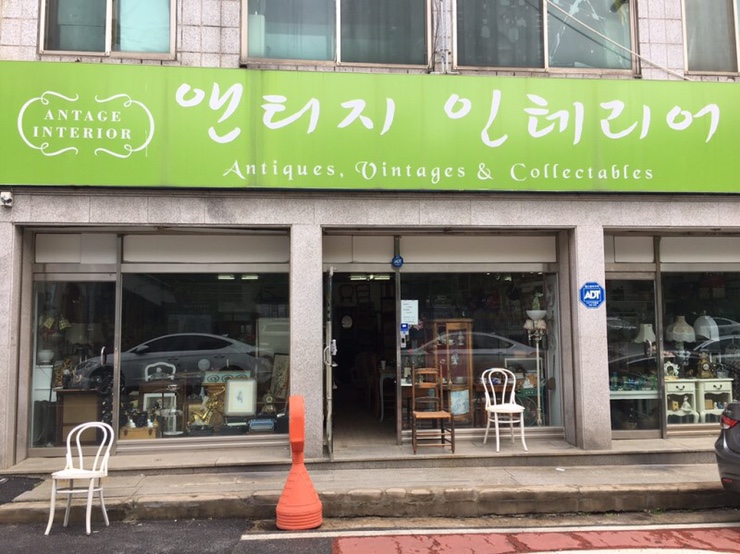 ANTAGE
INTERIOR
앤티지 인테리어
Antiques, Vintages & Collectables
ADT